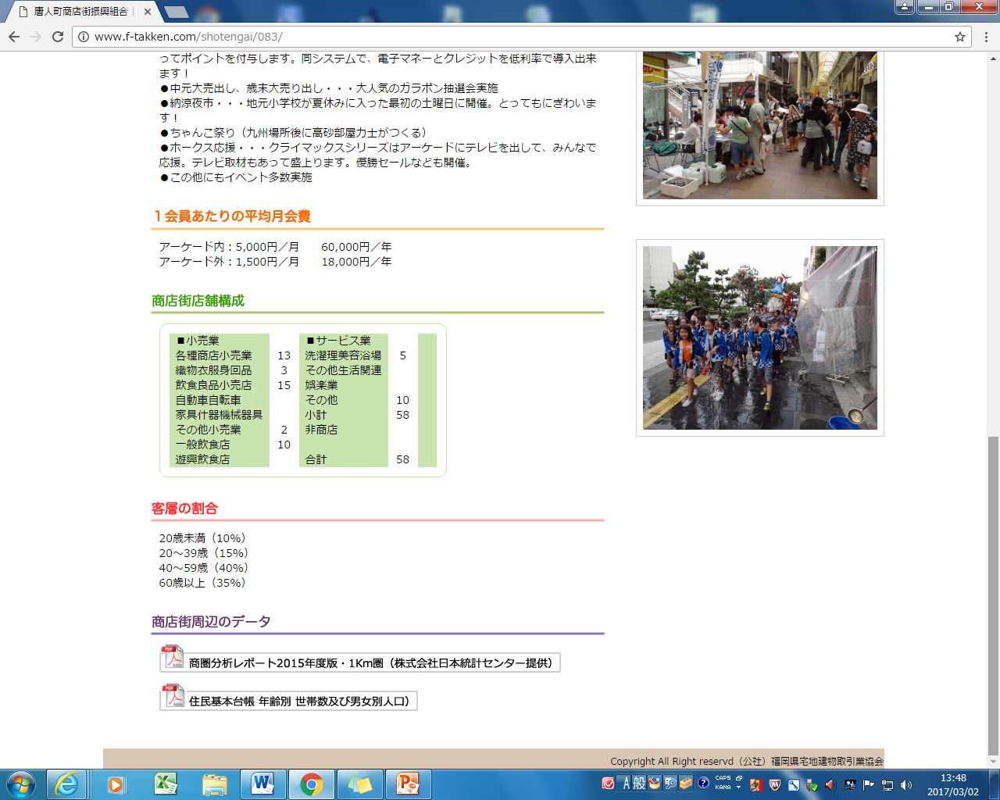 唐人町商店街振興組合 |
www.f-takken.com/shotengai/083/
ってポイントを付与します。同システムで、電子マネーとクレジットを低利率で導入出来
ます！
●中元大売出し、歳末大売り出し・・・大人気のガラポン抽選会実施
●納涼夜市・・・地元小学校が夏休みに入った最初の土曜日に開催。とってもにぎわいま
す！
●ちゃんこ祭り（九州場所後に高砂部屋力士がつくる）
●ホークス応援・・・クライマックスシリーズはアーケードにテレビを出して、みんなで
応援。テレビ取材もあって盛上ります。優勝セールなども開催。
●この他にもイベント多数実施
１会員あたりの平均月会費
アーケード内：5,000円／月　　60,000円／年
アーケード外：1,500円／月　　18,000円／年
商店街店舗構成
■小売業 ■サービス業
各種商店小売業 13 洗濯理美容浴場 5
織物衣服身回品 3 その他生活関連
飲食良品小売店 15 娯楽業
自動車自転車 その他 10
家具什器機械器具 小計 58
その他小売業 2 非商店
一般飲食店 10
遊興飲食店 合計 58
客層の割合
20歳未満（10%）
20～39歳（15%）
40～59歳（40%）
60歳以上（35%）
商店街周辺のデータ
商圏分析レポート2015年度版・1Km圏（株式会社日本統計センター提供）
住民基本台帳 年齢別 世帯数及び男女別人口）
Copyright All Right reservd（公社）福岡県宅地建物取引業協会
A 般 CAPS
KANA
13:48
2017/03/02